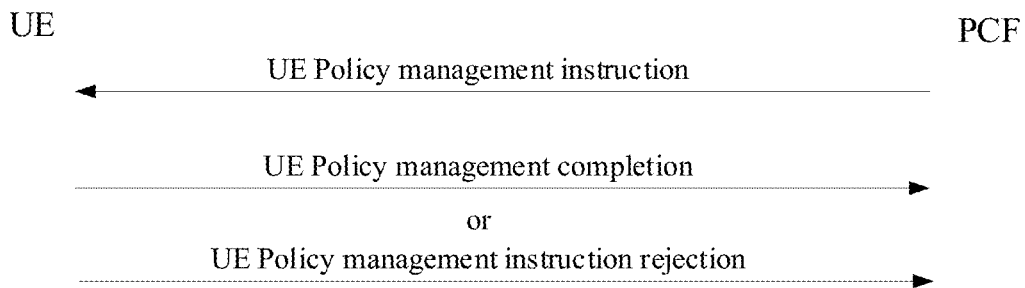 UE
PCF
UE Policy management instruction
UE Policy management completion
or
UE Policy management instruction rejection